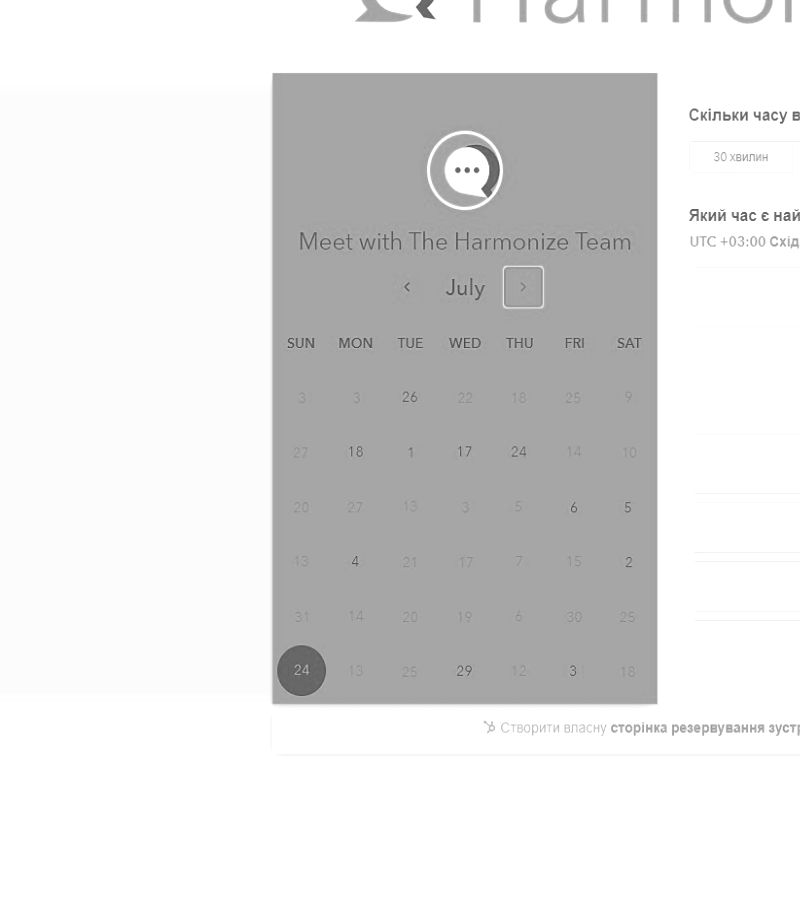 Harmon
Скільки часу в
30 хвилин
Який час є най
UTC +03:00 Східн
Meet with The Harmonize Team
July
SUN MON TUE WED THU FRI SAT
3 3 26 22 18 25 9
27 18 1 17 24 14 10
20 27 13 3 5 6 5
13 4 21 17 7 15 2
31 14 20 19 6 30 25
24 13 25 29 12 3 18
Створити власну сторінка резервування зустр